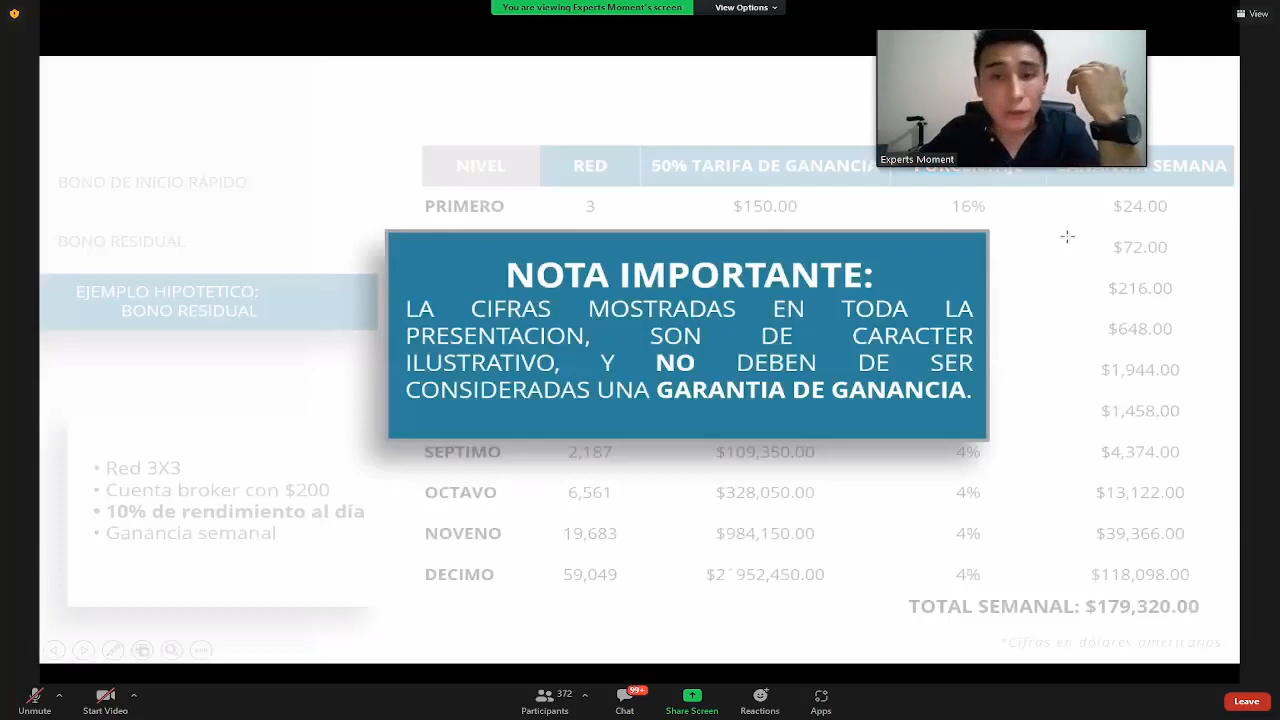 You are viewing Experts Moment's screen
View Options
View
Experts Moment
BONO DE INICIO RÁPIDO
BONO RESIDUAL
EJEMPLO HIPOTETICO:
BONO RESIDUAL
• Red 3X3
• Cuenta broker con $200
• 10% de rendimiento al día
• Ganancia semanal
NIVEL RED 50% TARIFA DE GANANCIA SEMANA
PRIMERO 3 $150.00 16% $24.00
$72.00
$216.00
$648.00
$1,944.00
$1,458.00
NOTA IMPORTANTE:
LA CIFRAS MOSTRADAS EN TODA LA
PRESENTACION, SON DE CARACTER
ILUSTRATIVO, Y NO DEBEN DE SER
CONSIDERADAS UNA GARANTIA DE GANANCIA.
SEPTIMO 2,187 $109,350.00 4% $4,374.00
OCTAVO 6,561 $328,050.00 4% $13,122.00
NOVENO 19,683 $984,150.00 4% $39,366.00
DECIMO 59,049 $2´952,450.00 4% $118,098.00
TOTAL SEMANAL: $179,320.00
*Cifras en dolares americanos.
Unmute
Start Video
372
Participants
99+
Chat
Share Screen
Reactions
Apps
Leave